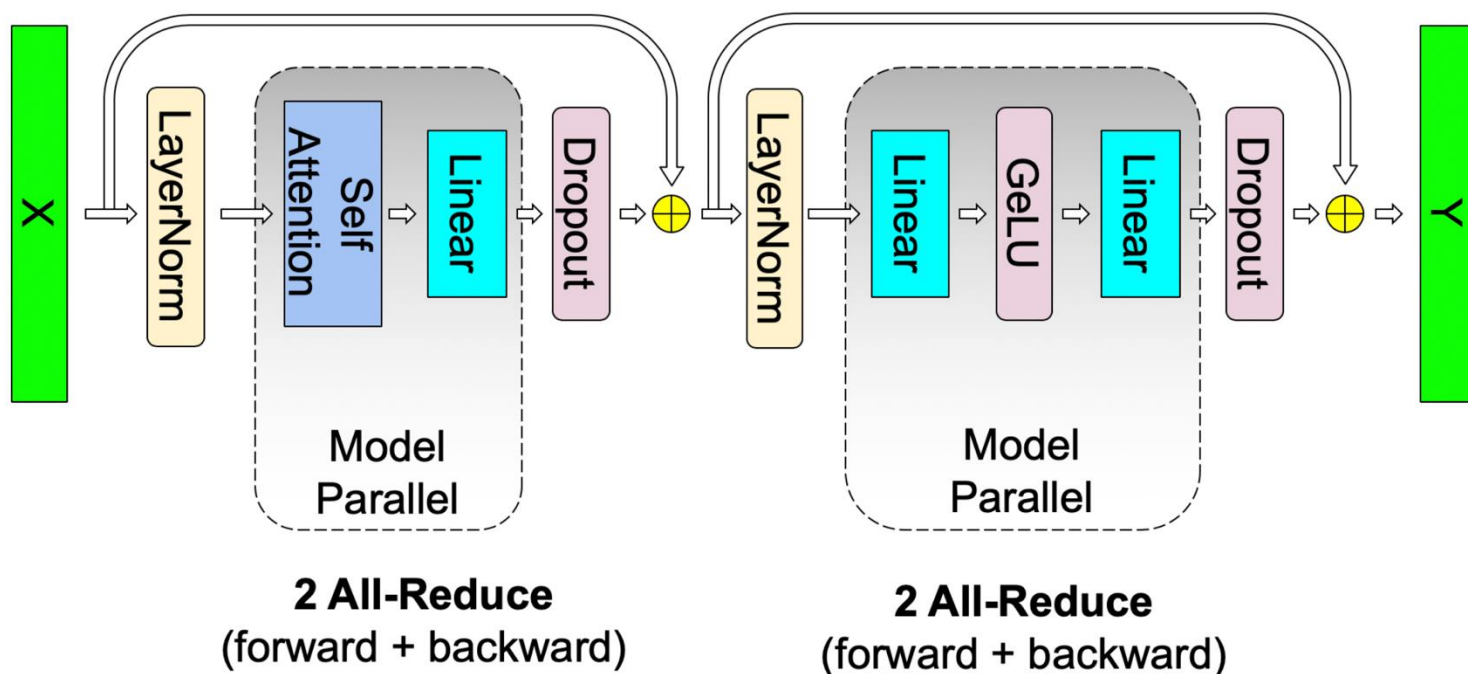 X
LayerNorm
Self
Attention
Linear
Dropout
Model
Parallel
2 All-Reduce
(forward + backward)
LayerNorm
Linear
GeLU
Linear
Dropout
Model
Parallel
2 All-Reduce
(forward + backward)
Y